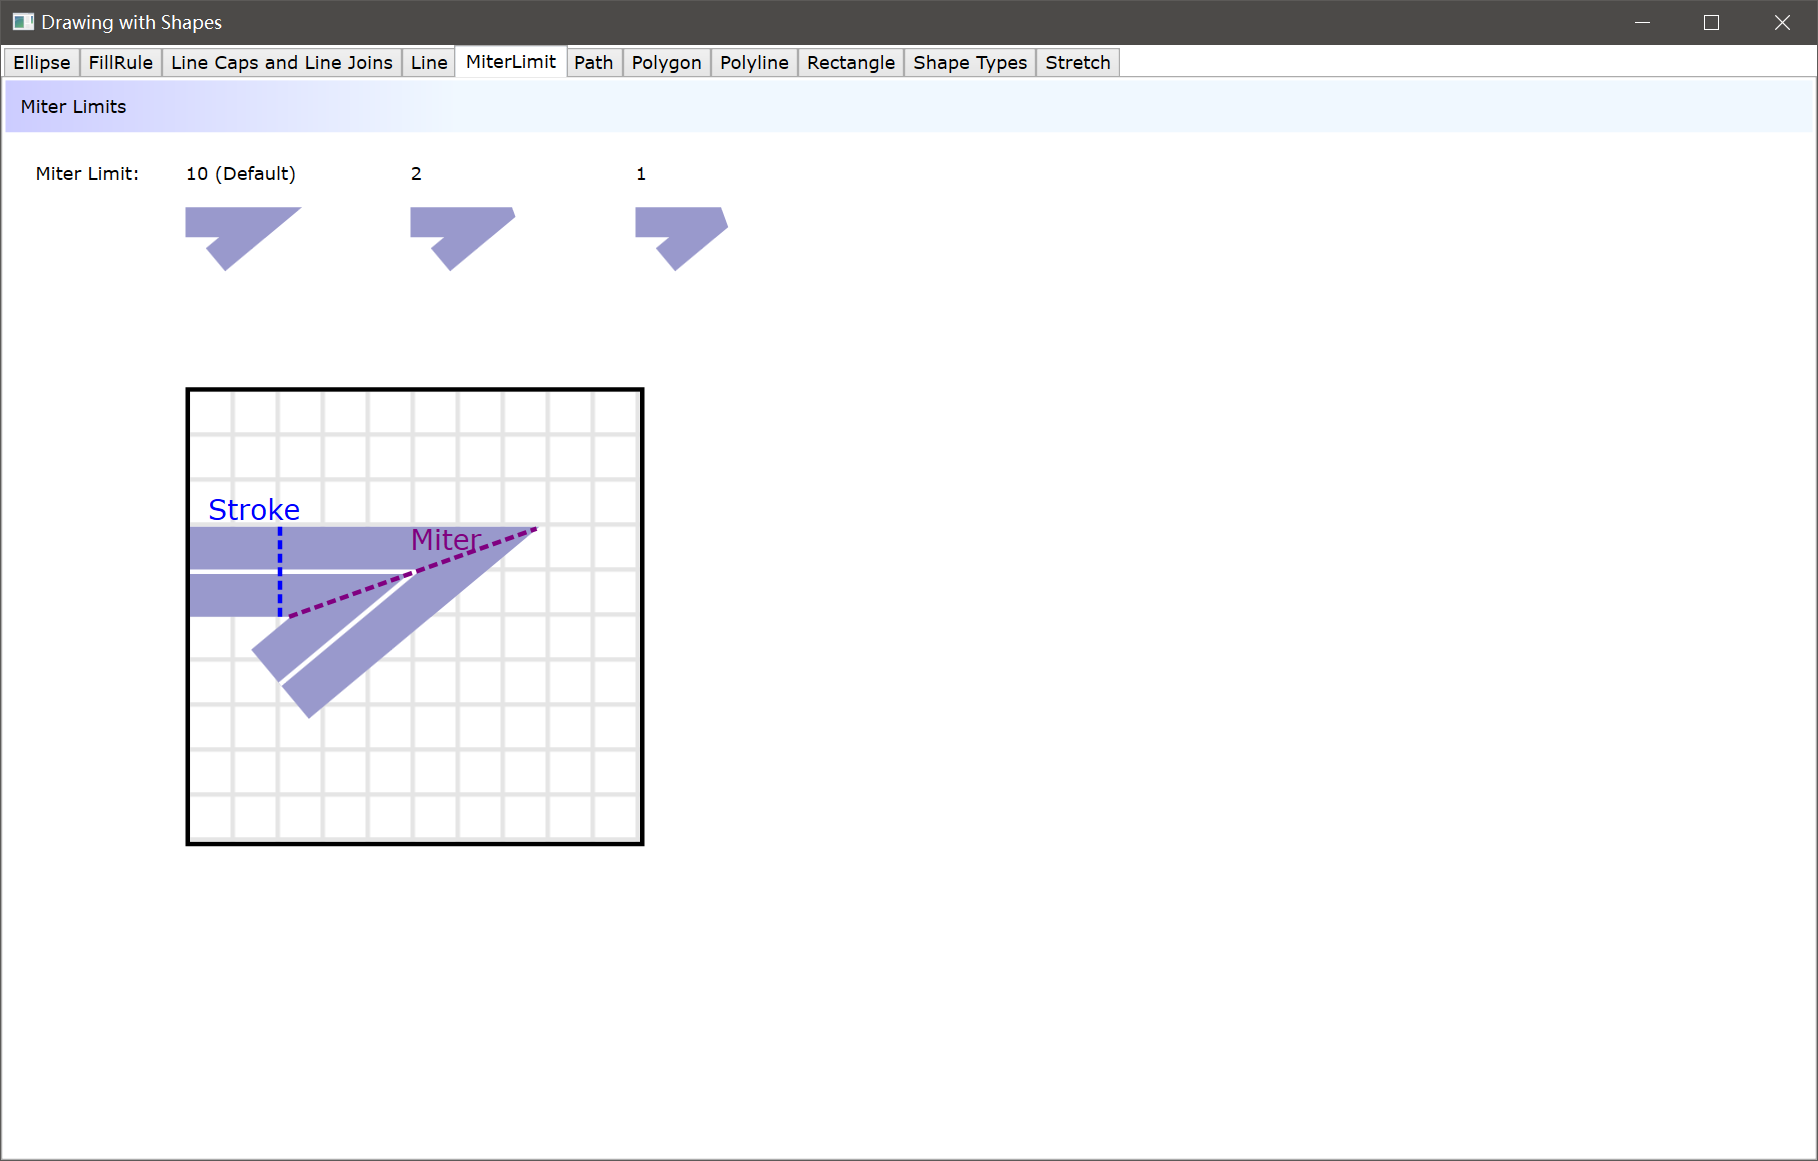 Drawing with Shapes
Ellipse FillRule Line Caps and Line Joins Line MiterLimit Path Polygon Polyline Rectangle Shape Types Stretch
Miter Limits
Miter Limit: 10 (Default) 2 1
Stroke
Miter